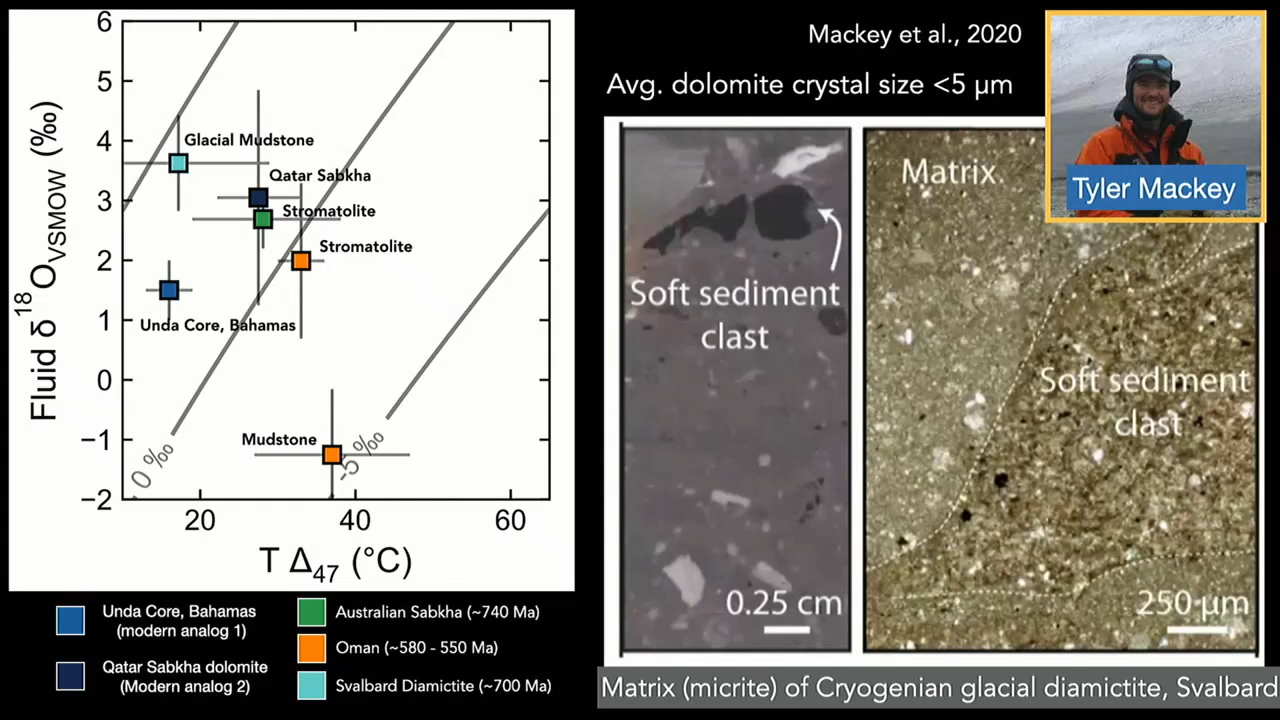 6
5
4
3
2
1
0
−1
−2
20
40
60
Fluid δ18OVSMOW (‰)
T Δ47 (°C)
Glacial Mudstone
Qatar Sabkha
Stromatolite
Stromatolite
Unda Core, Bahamas
Mudstone
0 ‰
-5 ‰
Unda Core, Bahamas
(modern analog 1)
Qatar Sabkha dolomite
(Modern analog 2)
Australian Sabkha (~740 Ma)
Oman (~580 - 550 Ma)
Svalbard Diamictite (~700 Ma)
Mackey et al., 2020
Avg. dolomite crystal size <5 µm
Tyler Mackey
Soft sediment
clast
0.25 cm
Matrix
Soft sediment
clast
250 µm
Matrix (micrite) of Cryogenian glacial diamictite, Svalbard